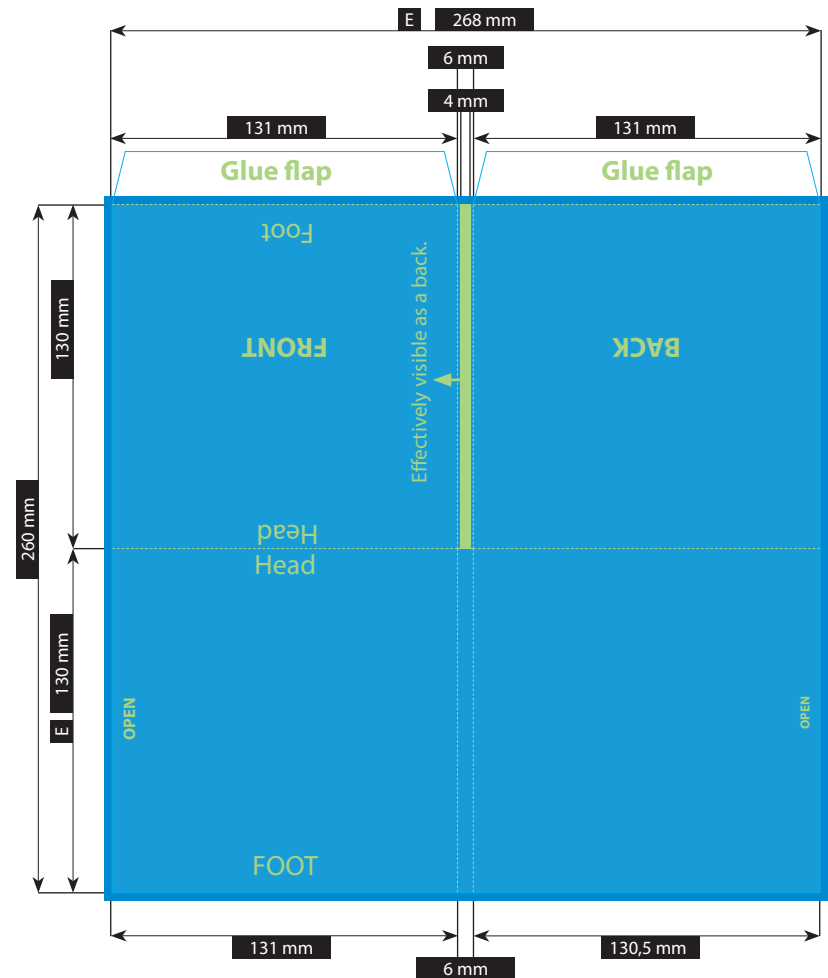 E 268 mm
6 mm
4 mm
131 mm
131 mm
Glue flap
Glue flap
Foot
FRONT
BACK
Effectively visible as a back.
130 mm
260 mm
Head
Head
130 mm
E
OPEN
OPEN
FOOT
131 mm
130,5 mm
6 mm